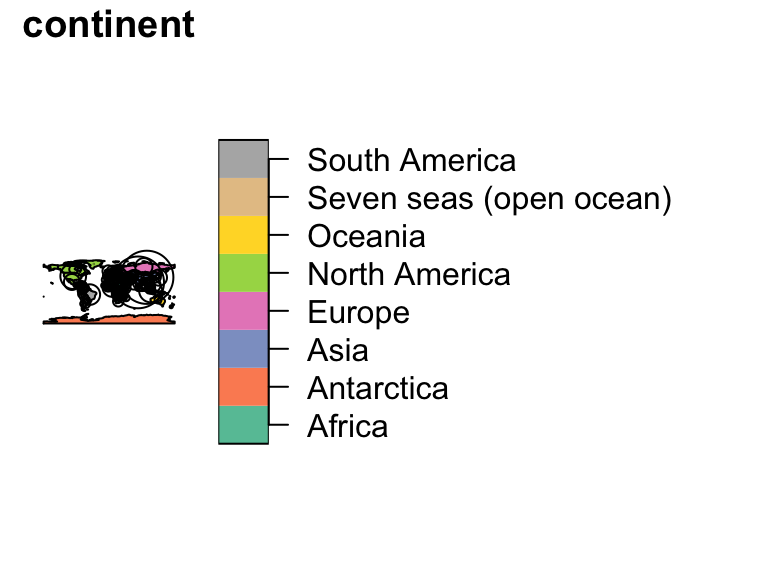 continent
South America
Seven seas (open ocean)
Oceania
North America
Europe
Asia
Antarctica
Africa